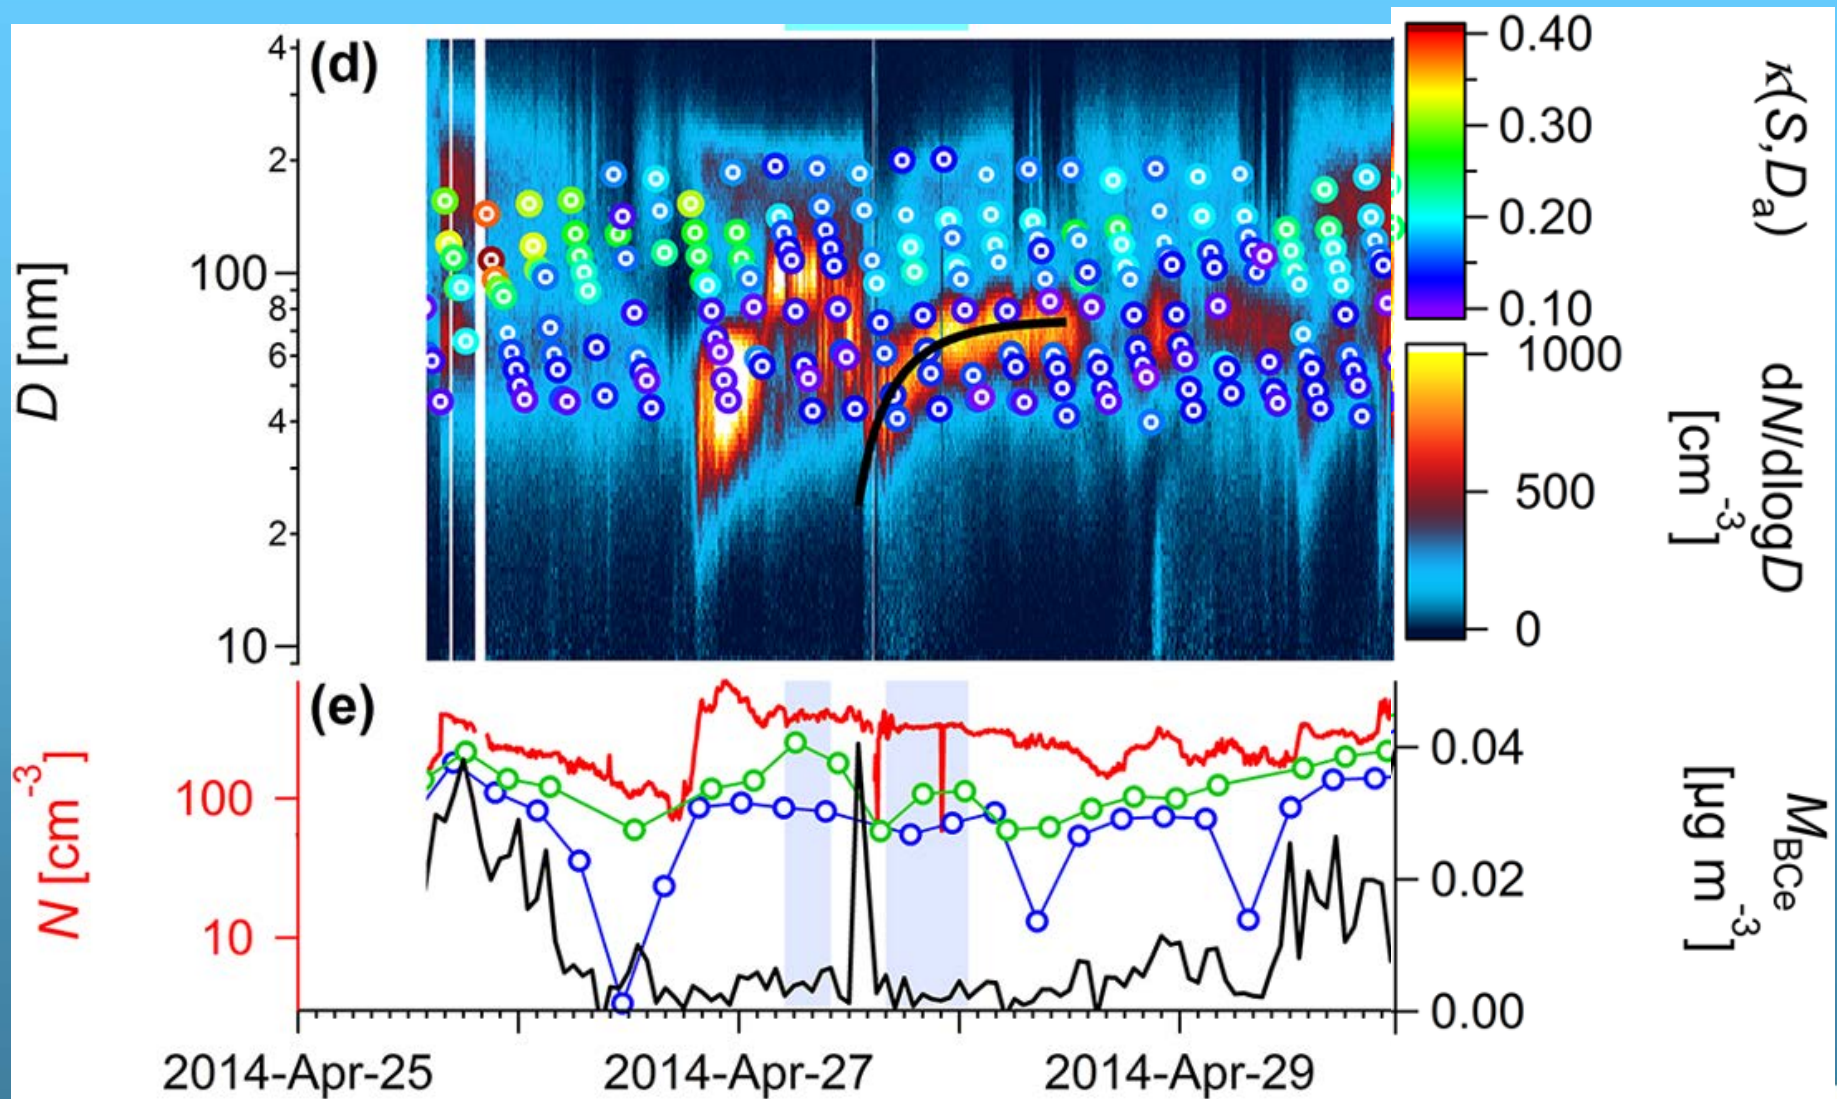 (d)
4
2
100
8
6
4
2
10
D [nm]
0.40
0.30
0.20
0.10
κ(S,Da)
1000
500
0
dN/dlogD
[cm-3]
(e)
N [cm-3]
100
10
0.04
0.02
0.00
MBCe
[µg m-3]
2014-Apr-25
2014-Apr-27
2014-Apr-29